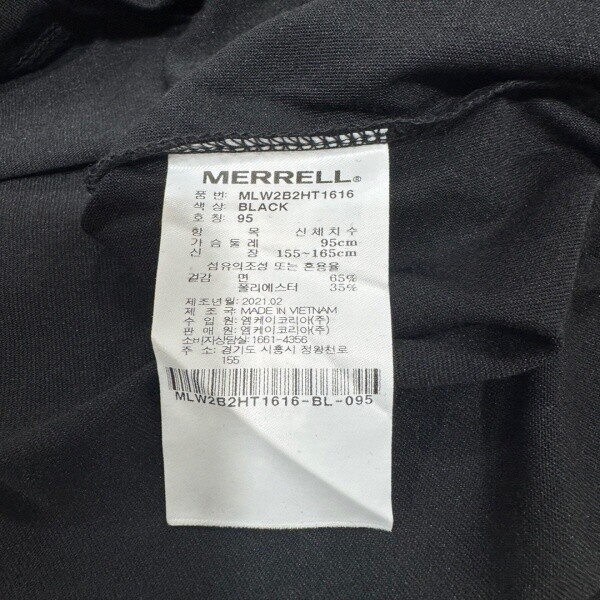 MERRELL®
품 번: MLW2B2HT1616
색 상: BLACK
호 칭: 95
항 목 신체치수
가슴둘레 95cm
신 장 155~165cm
섬유의조성 또는 혼용율
겉감 면 65%
폴리에스터 35%
제조년월: 2021.02
제 조 국: MADE IN VIETNAM
수 입 원: 엠케이코리아(주)
판 매 원: 엠케이코리아(주)
소비자상담실: 1661-4356
주 소: 경기도 시흥시 정왕천로
155
MLW2B2HT1616-BL-095